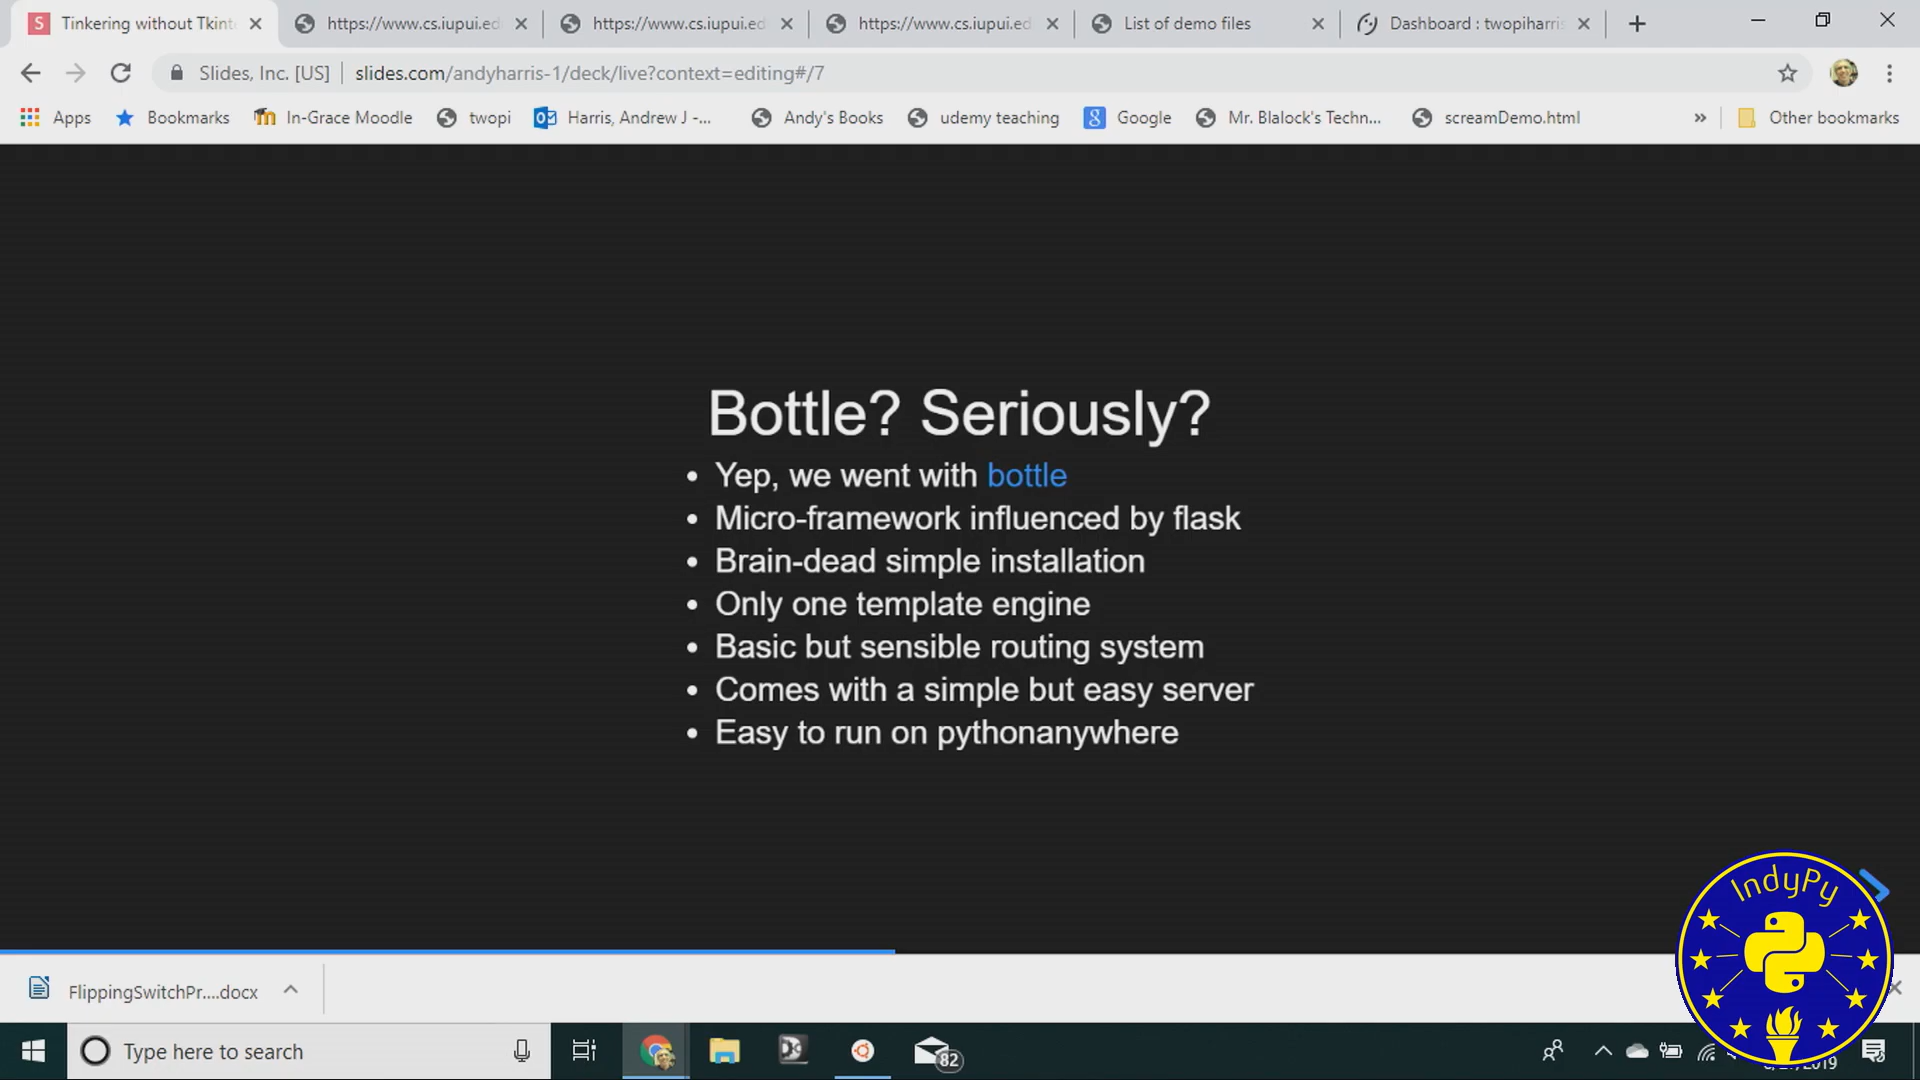 Tinkering without Tkint
https://www.cs.iupui.ed
https://www.cs.iupui.ed
https://www.cs.iupui.ed
List of demo files
Dashboard : twopiharris
Slides, Inc. [US]
slides.com/andyharris-1/deck/live?context=editing#/7
Apps
Bookmarks
In-Grace Moodle
twopi
Harris, Andrew J -...
Andy's Books
udemy teaching
Google
Mr. Blalock's Techn...
screamDemo.html
»
Other bookmarks
Bottle? Seriously?
• Yep, we went with bottle
• Micro-framework influenced by flask
• Brain-dead simple installation
• Only one template engine
• Basic but sensible routing system
• Comes with a simple but easy server
• Easy to run on pythonanywhere
IndyPy
FlippingSwitchPr....docx
Type here to search
82